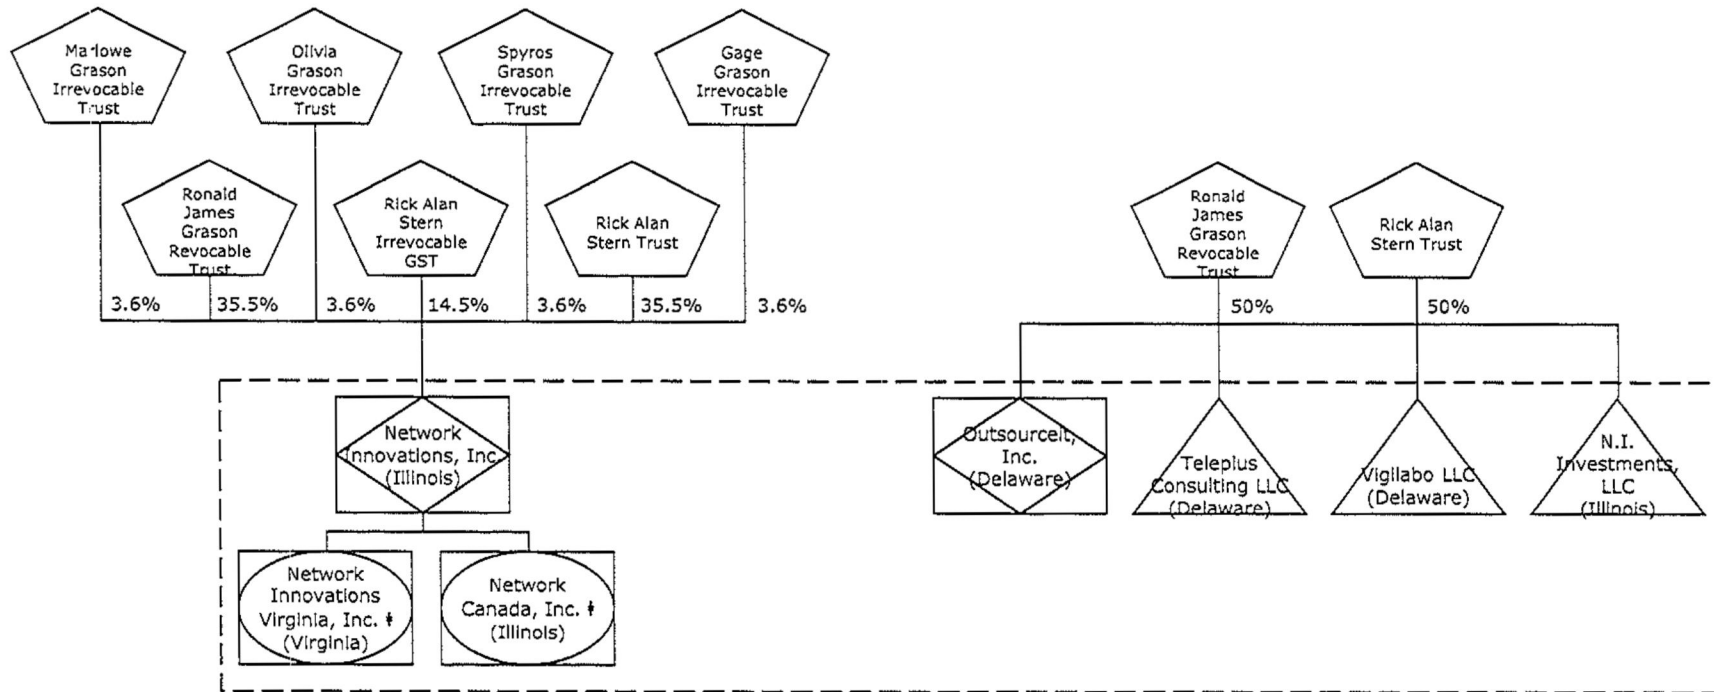 Marlowe
Grason
Irrevocable
Trust
Olivia
Grason
Irrevocable
Trust
Spyros
Grason
Irrevocable
Trust
Gage
Grason
Irrevocable
Trust
Ronald
James
Grason
Revocable
Trust
Rick Alan
Stern
Irrevocable
GST
Rick Alan
Stern Trust
Ronald
James
Grason
Revocable
Trust
Rick Alan
Stern Trust
3.6% 35.5% 3.6% 14.5% 3.6% 35.5% 3.6%
50% 50%
Network
Innovations, Inc.
(Illinois)
Outsourceit,
Inc.
(Delaware)
Teleplus
Consulting LLC
(Delaware)
Vigilabo LLC
(Delaware)
N.I.
Investments,
LLC
(Illinois)
Network
Innovations
Virginia, Inc. ‡
(Virginia)
Network
Canada, Inc. ‡
(Illinois)